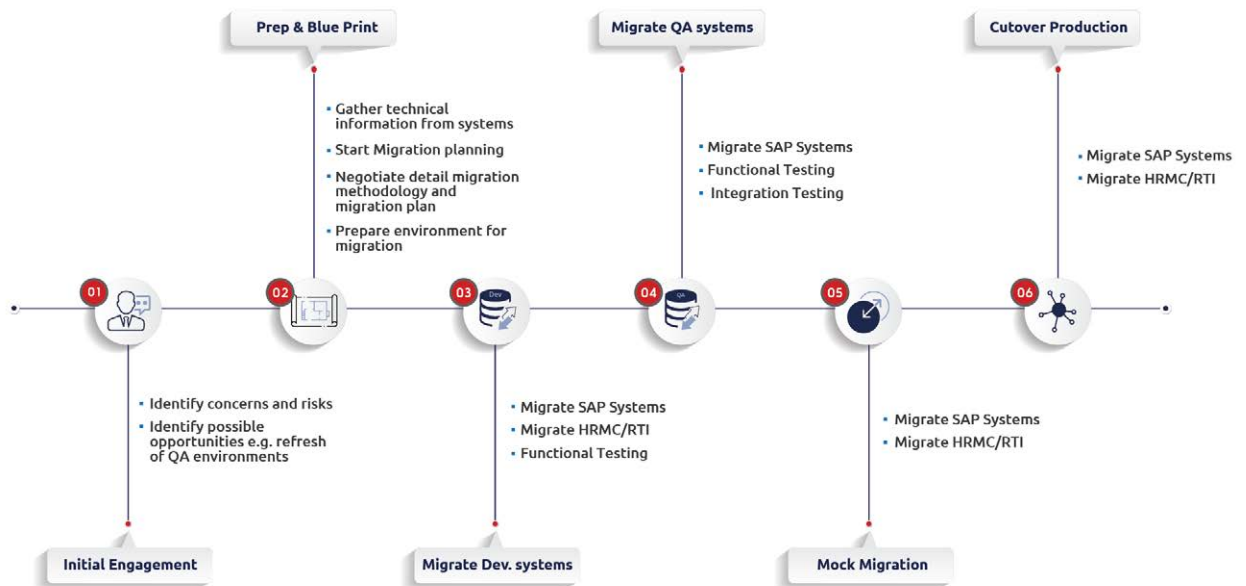 Prep & Blue Print
Migrate QA systems
Cutover Production
Gather technical
information from systems
Start Migration planning
Negotiate detail migration
methodology and
migration plan
Prepare environment for
migration
Migrate SAP Systems
Functional Testing
Integration Testing
Migrate SAP Systems
Migrate HRMC/RTI
01
02
03
Dev
04
QA
05
06
Identify concerns and risks
Identify possible
opportunities e.g. refresh
of QA environments
Migrate SAP Systems
Migrate HRMC/RTI
Functional Testing
Migrate SAP Systems
Migrate HRMC/RTI
Initial Engagement
Migrate Dev. systems
Mock Migration